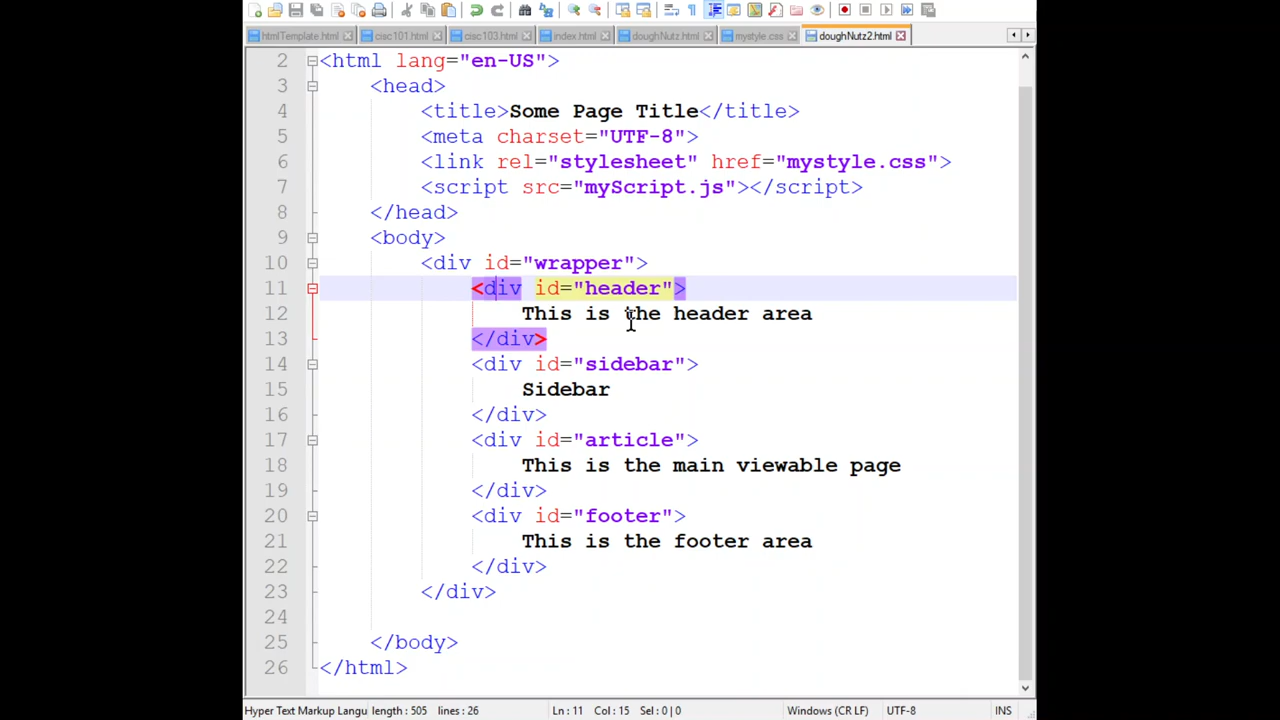 htmlTemplate.html cisc101.html cisc103.html index.html doughNutz.html mystyle.css doughNutz2.html
2 <html lang="en-US">
3 <head>
4 <title>Some Page Title</title>
5 <meta charset="UTF-8">
6 <link rel="stylesheet" href="mystyle.css">
7 <script src="myScript.js"></script>
8 </head>
9 <body>
10 <div id="wrapper">
11 <div id="header">
12 This is the header area
13 </div>
14 <div id="sidebar">
15 Sidebar
16 </div>
17 <div id="article">
18 This is the main viewable page
19 </div>
20 <div id="footer">
21 This is the footer area
22 </div>
23 </div>
24
25 </body>
26 </html>
Hyper Text Markup Langu length : 505 lines : 26 Ln : 11 Col : 15 Sel : 0 | 0 Windows (CR LF) UTF-8 INS